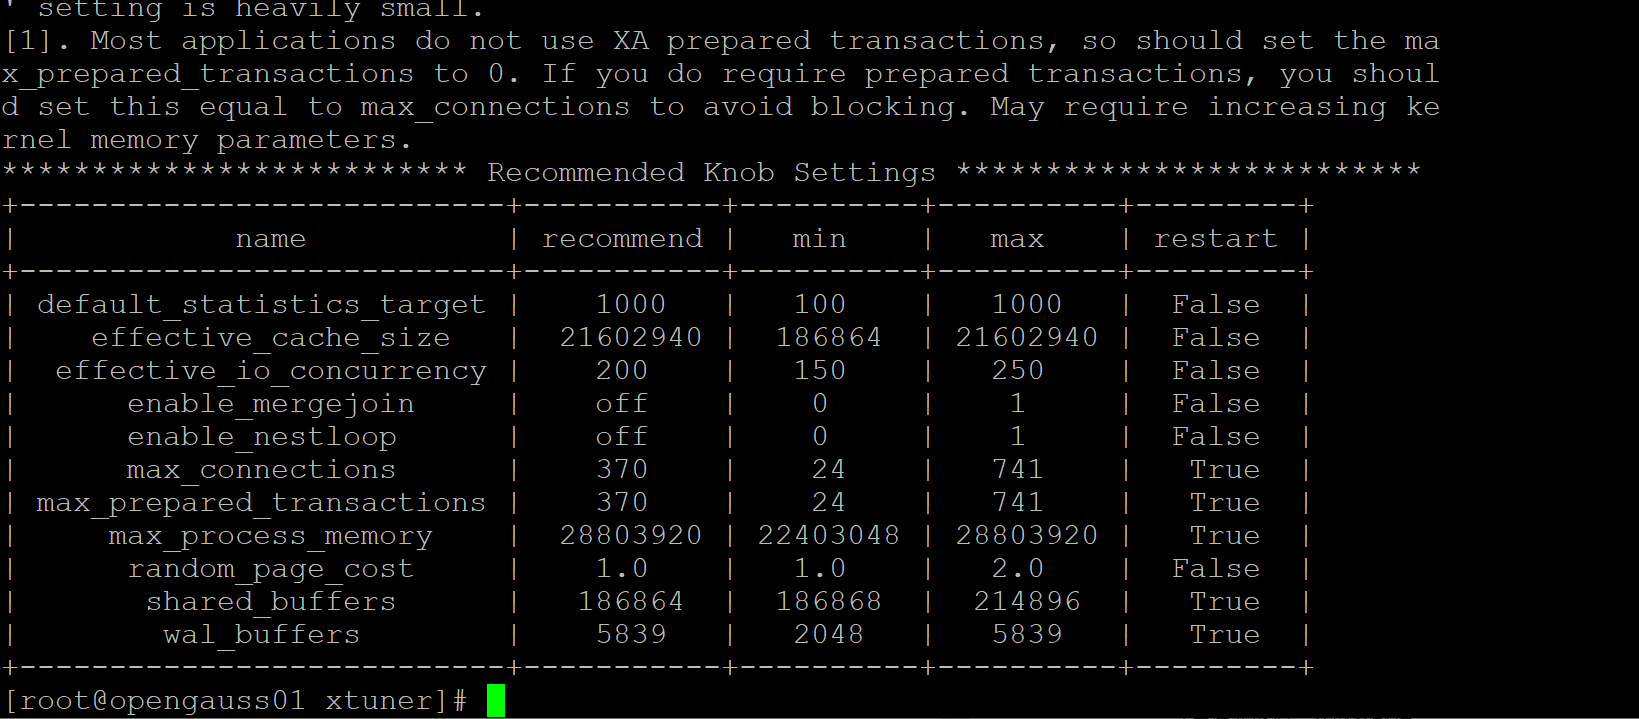 ' setting is heavily small.
[1]. Most applications do not use XA prepared transactions, so should set the ma
x_prepared_transactions to 0. If you do require prepared transactions, you shoul
d set this equal to max_connections to avoid blocking. May require increasing ke
rnel memory parameters.
************************** Recommended Knob Settings **************************
+---------------------------+-----------+----------+----------+---------+
|            name           | recommend |   min    |   max    | restart |
+---------------------------+-----------+----------+----------+---------+
| default_statistics_target |    1000   |   100    |   1000   |  False  |
|    effective_cache_size   |  21602940 |  186864  | 21602940 |  False  |
|  effective_io_concurrency |    200    |   150    |   250    |  False  |
|      enable_mergejoin     |    off    |    0     |    1     |  False  |
|      enable_nestloop      |    off    |    0     |    1     |  False  |
|      max_connections      |    370    |    24    |   741    |   True  |
| max_prepared_transactions |    370    |    24    |   741    |   True  |
|     max_process_memory    |  28803920 | 22403048 | 28803920 |   True  |
|      random_page_cost     |    1.0    |   1.0    |   2.0    |  False  |
|       shared_buffers      |   186864  |  186868  |  214896  |   True  |
|        wal_buffers        |    5839   |   2048   |   5839   |   True  |
+---------------------------+-----------+----------+----------+---------+
[root@opengauss01 xtuner]#